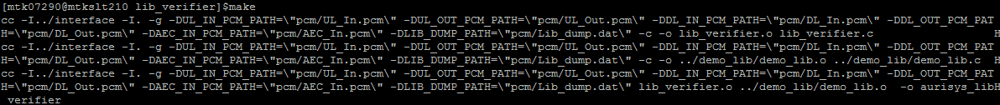 [mtk07290@mtkslt210 lib_verifier]$make
cc -I../interface -I. -g -DUL_IN_PCM_PATH=\"pcm/UL_In.pcm\" -DUL_OUT_PCM_PATH=\"pcm/UL_Out.pcm\" -DDL_IN_PCM_PATH=\"pcm/DL_In.pcm\" -DDL_OUT_PCM_PAT
H=\"pcm/DL_Out.pcm\" -DAEC_IN_PCM_PATH=\"pcm/AEC_In.pcm\" -DLIB_DUMP_PATH=\"pcm/Lib_dump.dat\" -c -o lib_verifier.o lib_verifier.c H
cc -I../interface -I. -g -DUL_IN_PCM_PATH=\"pcm/UL_In.pcm\" -DUL_OUT_PCM_PATH=\"pcm/UL_Out.pcm\" -DDL_IN_PCM_PATH=\"pcm/DL_In.pcm\" -DDL_OUT_PCM_PAT
H=\"pcm/DL_Out.pcm\" -DAEC_IN_PCM_PATH=\"pcm/AEC_In.pcm\" -DLIB_DUMP_PATH=\"pcm/Lib_dump.dat\" -c -o ../demo_lib/demo_lib.o ../demo_lib/demo_lib.c H
cc -I../interface -I. -g -DUL_IN_PCM_PATH=\"pcm/UL_In.pcm\" -DUL_OUT_PCM_PATH=\"pcm/UL_Out.pcm\" -DDL_IN_PCM_PATH=\"pcm/DL_In.pcm\" -DDL_OUT_PCM_PAT
H=\"pcm/DL_Out.pcm\" -DAEC_IN_PCM_PATH=\"pcm/AEC_In.pcm\" -DLIB_DUMP_PATH=\"pcm/Lib_dump.dat\" lib_verifier.o ../demo_lib/demo_lib.o -o aurisys_libH
_verifier